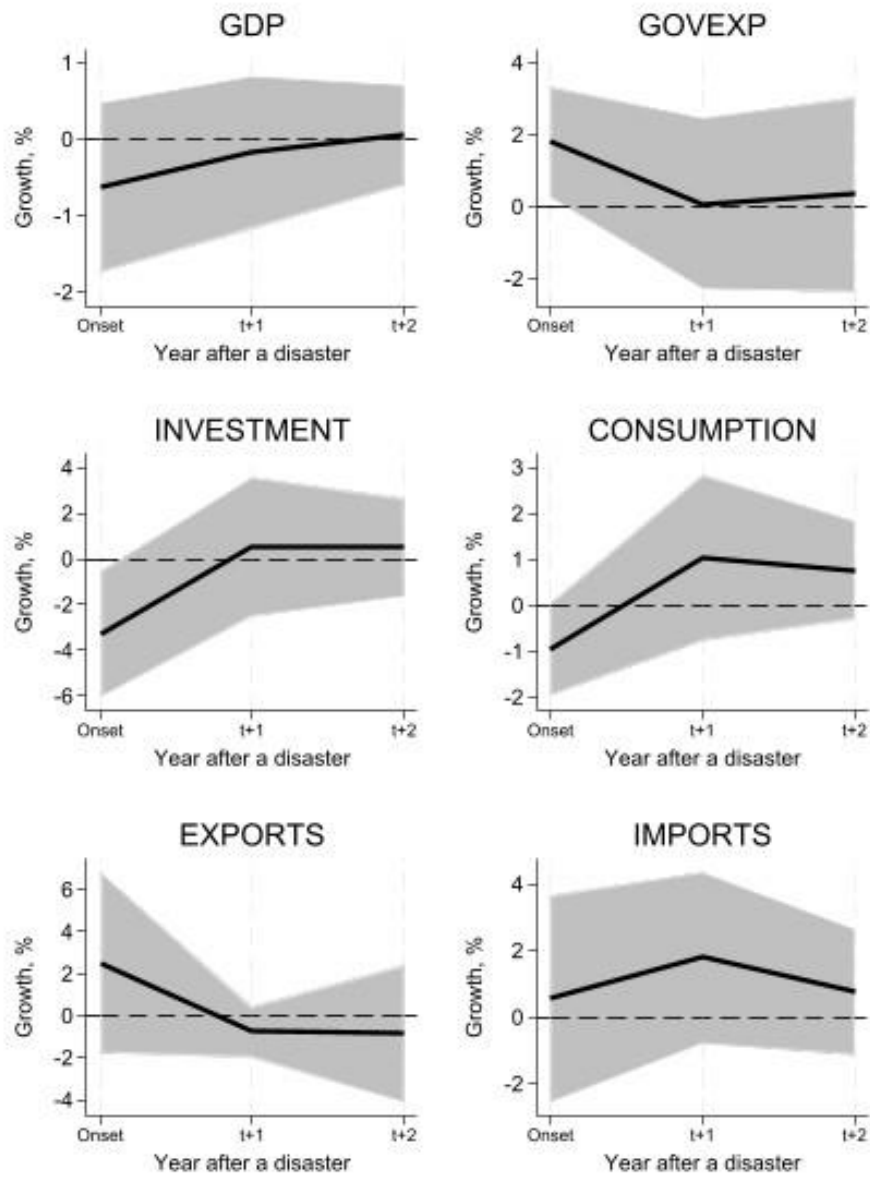 GDP
Growth, %
1
0
-1
-2
Onset
t+1
t+2
Year after a disaster
GOVEXP
Growth, %
4
2
0
-2
Onset
t+1
t+2
Year after a disaster
INVESTMENT
Growth, %
4
2
0
-2
-4
-6
Onset
t+1
t+2
Year after a disaster
CONSUMPTION
Growth, %
3
2
1
0
-1
-2
Onset
t+1
t+2
Year after a disaster
EXPORTS
Growth, %
6
4
2
0
-2
-4
Onset
t+1
t+2
Year after a disaster
IMPORTS
Growth, %
4
2
0
-2
Onset
t+1
t+2
Year after a disaster